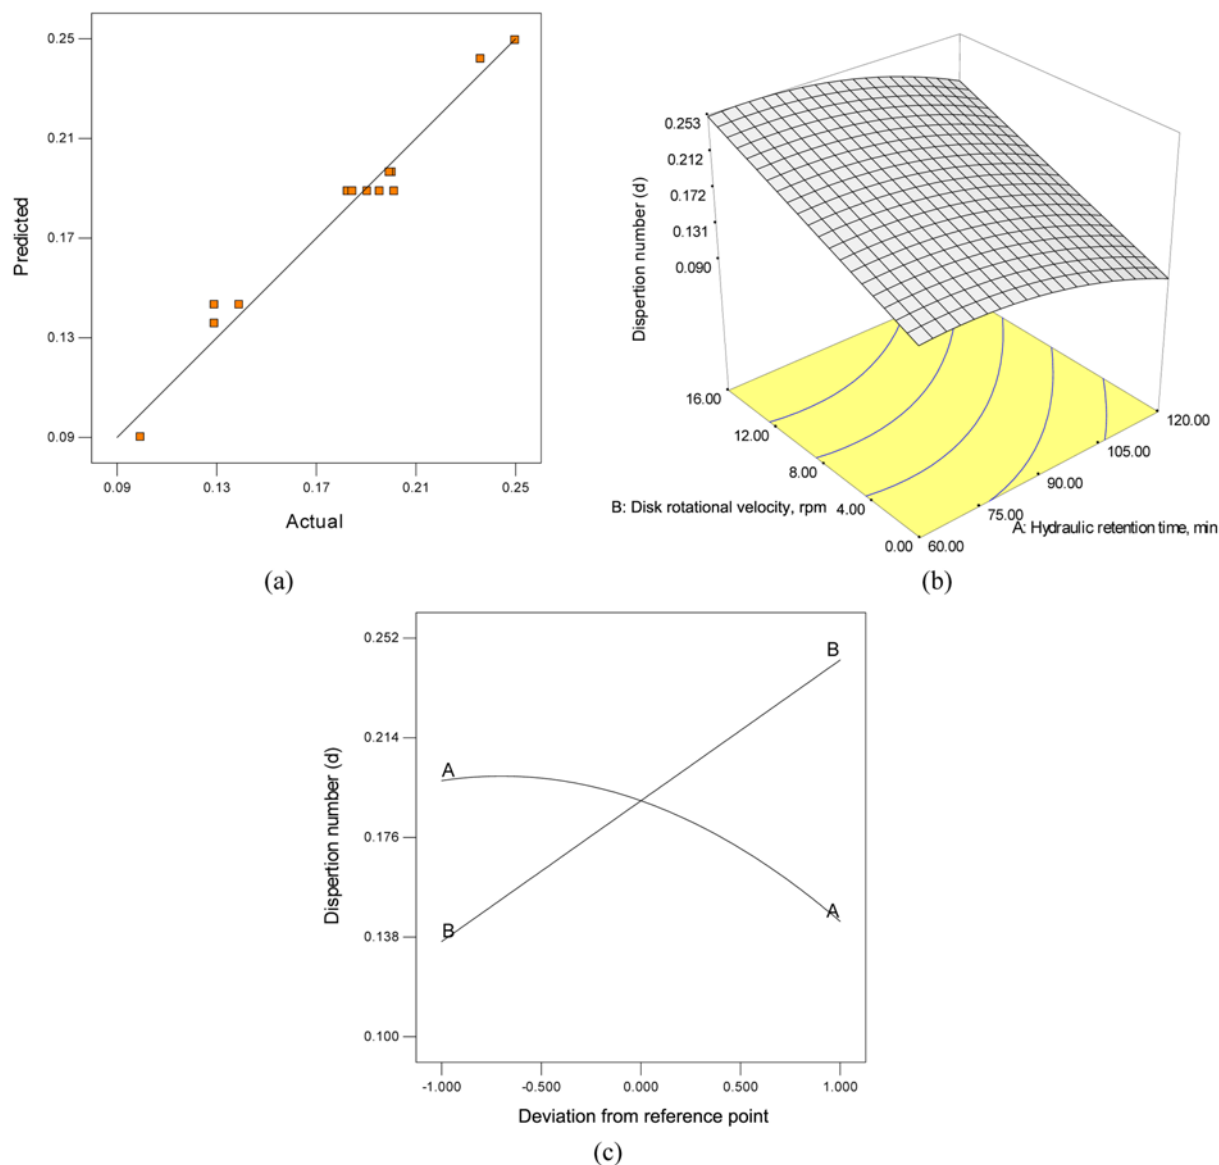 0.25
0.21
0.17
0.13
0.09
Predicted
0.09 0.13 0.17 0.21 0.25
Actual
(a)
0.253
0.212
0.172
0.131
0.090
Dispertion number (d)
16.00
12.00
8.00
4.00
0.00
B: Disk rotational velocity, rpm
120.00
105.00
90.00
75.00
60.00
A: Hydraulic retention time, min
(b)
0.252
0.214
0.176
0.138
0.100
Dispertion number (d)
B
A
A
B
-1.000 -0.500 0.000 0.500 1.000
Deviation from reference point
(c)